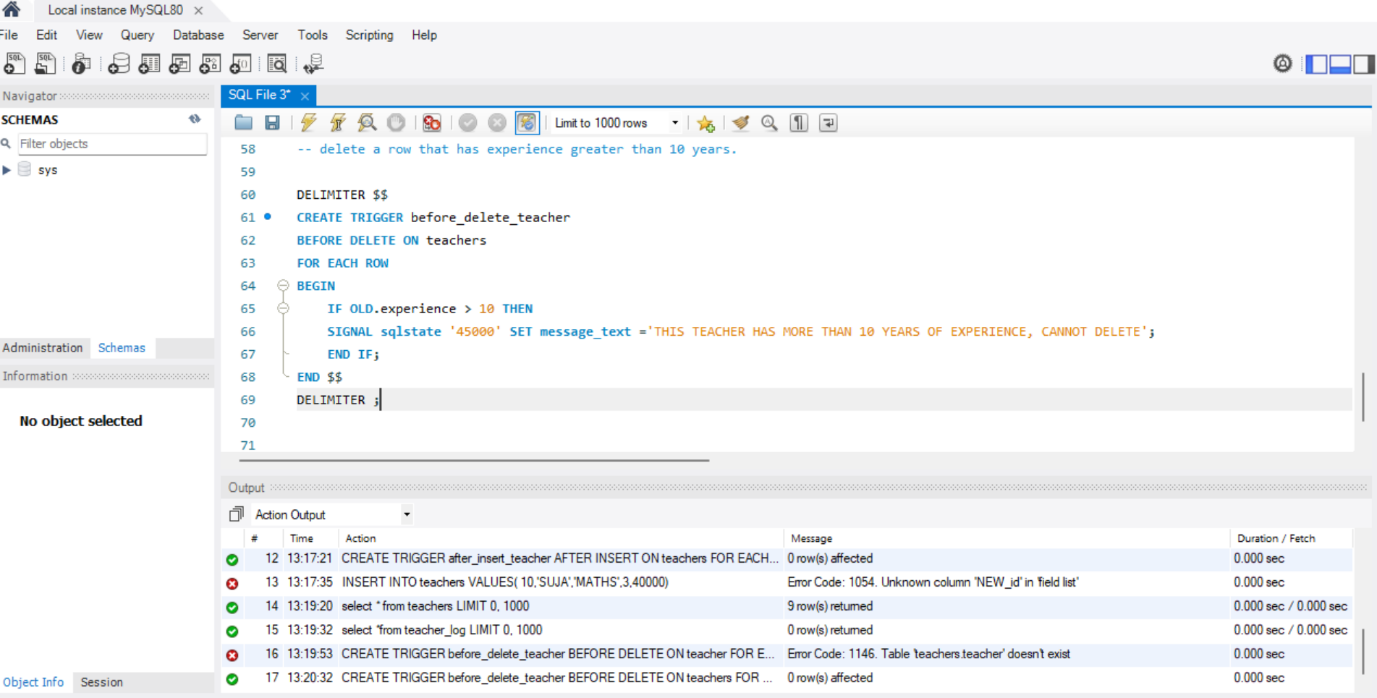 Local instance MySQL80 ×
File Edit View Query Database Server Tools Scripting Help
Navigator
SQL File 3* ×
SCHEMAS
Filter objects
sys
Limit to 1000 rows
58 -- delete a row that has experience greater than 10 years.
59
60 DELIMITER $$
61 CREATE TRIGGER before_delete_teacher
62 BEFORE DELETE ON teachers
63 FOR EACH ROW
64 BEGIN
65 IF OLD.experience > 10 THEN
66 SIGNAL sqlstate '45000' SET message_text ='THIS TEACHER HAS MORE THAN 10 YEARS OF EXPERIENCE, CANNOT DELETE';
67 END IF;
68 END $$
69 DELIMITER ;
70
71
Administration Schemas
Information
No object selected
Output
Action Output
# Time Action Message Duration / Fetch
12 13:17:21 CREATE TRIGGER after_insert_teacher AFTER INSERT ON teachers FOR EACH... 0 row(s) affected 0.000 sec
13 13:17:35 INSERT INTO teachers VALUES( 10,'SUJA','MATHS',3,40000) Error Code: 1054. Unknown column 'NEW_id' in 'field list' 0.000 sec
14 13:19:20 select * from teachers LIMIT 0, 1000 9 row(s) returned 0.000 sec / 0.000 sec
15 13:19:32 select *from teacher_log LIMIT 0, 1000 0 row(s) returned 0.000 sec / 0.000 sec
16 13:19:53 CREATE TRIGGER before_delete_teacher BEFORE DELETE ON teacher FOR E... Error Code: 1146. Table 'teachers.teacher' doesn't exist 0.000 sec
17 13:20:32 CREATE TRIGGER before_delete_teacher BEFORE DELETE ON teachers FOR ... 0 row(s) affected 0.000 sec
Object Info Session